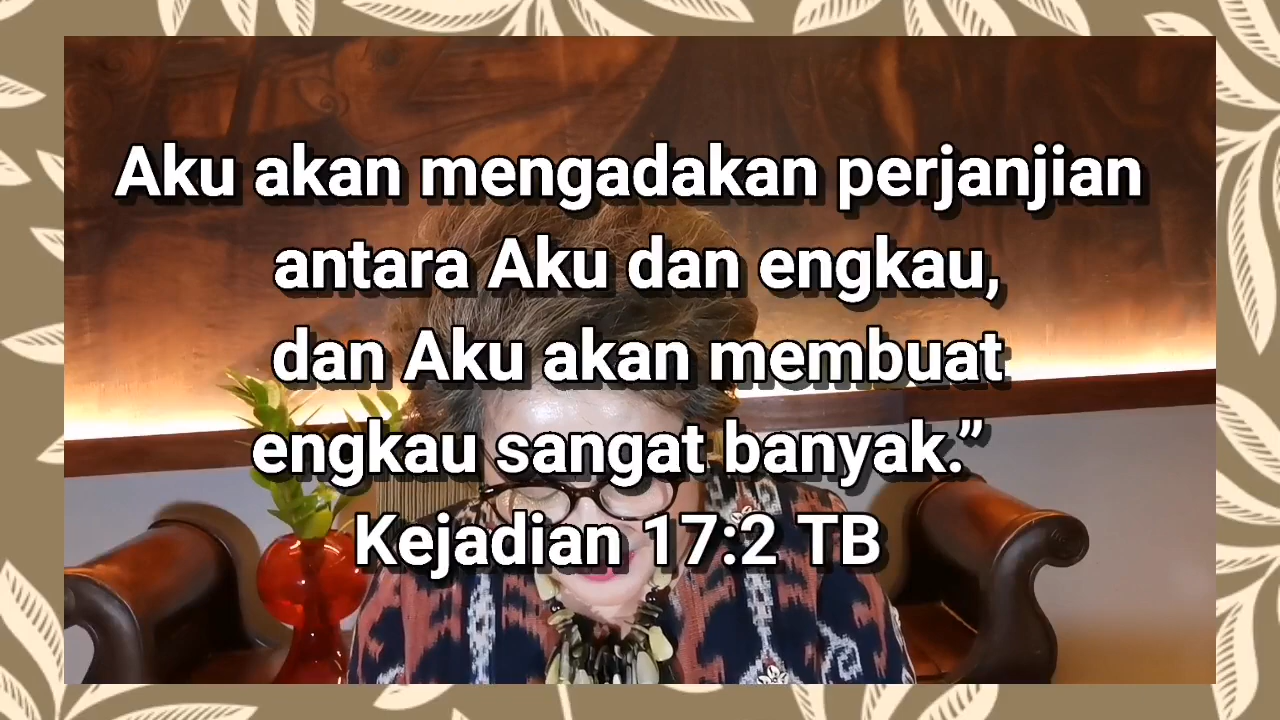 Aku akan mengadakan perjanjian
antara Aku dan engkau,
dan Aku akan membuat
engkau sangat banyak.”
Kejadian 17:2 TB